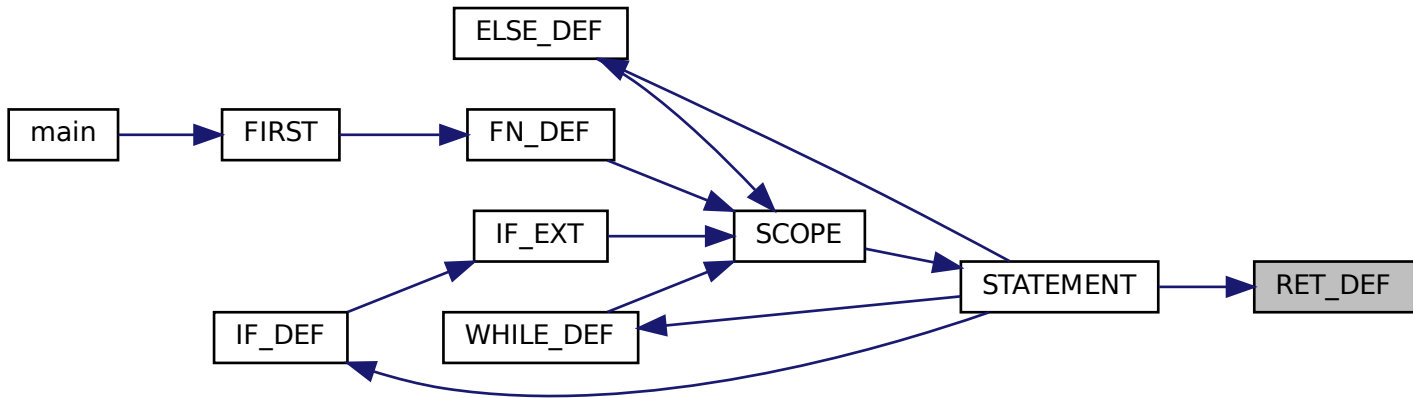 ELSE_DEF
main
FIRST
FN_DEF
IF_EXT
SCOPE
STATEMENT
RET_DEF
IF_DEF
WHILE_DEF